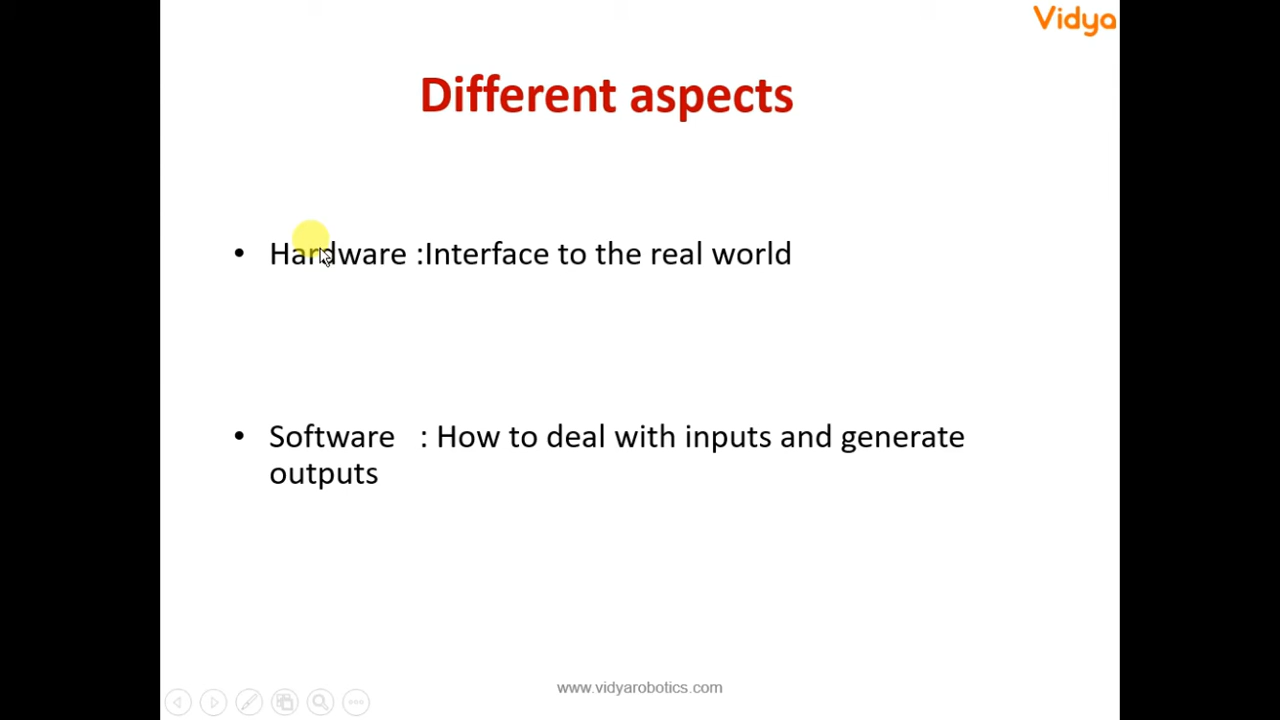 Vidya
Different aspects
• Hardware :Interface to the real world
• Software : How to deal with inputs and generate
outputs
www.vidyarobotics.com